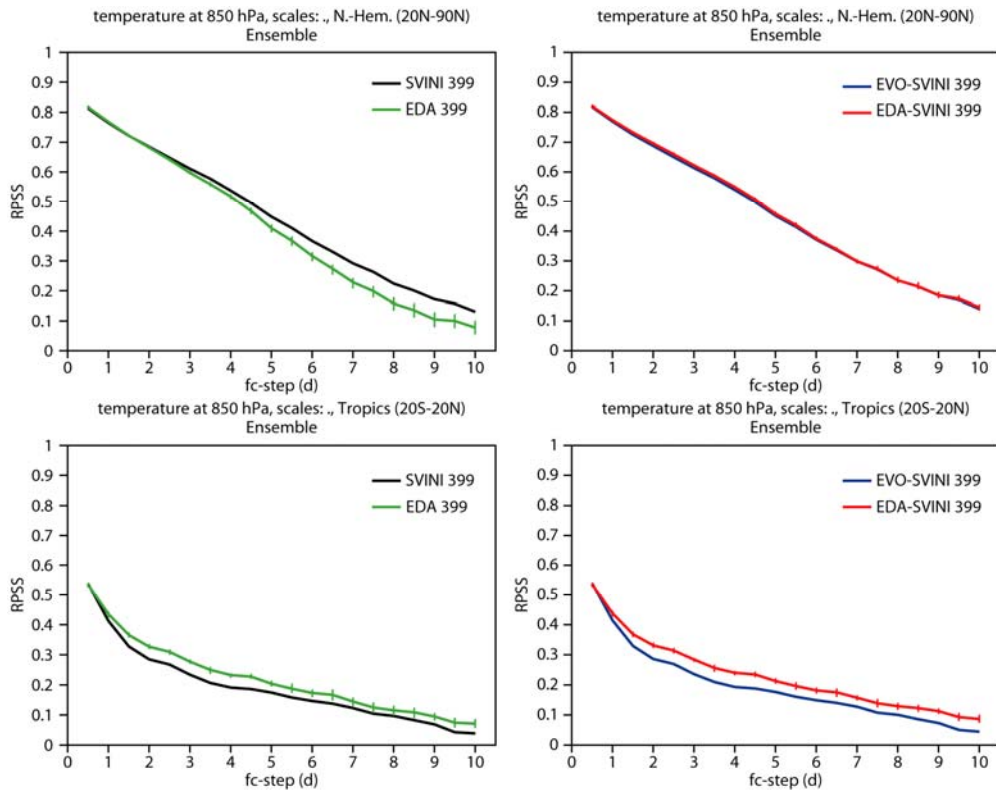 temperature at 850 hPa, scales: ., N.-Hem. (20N-90N)
Ensemble
1
0.9
0.8
0.7
0.6
0.5
0.4
0.3
0.2
0.1
0
RPSS
SVINI 399
EDA 399
0 1 2 3 4 5 6 7 8 9 10
fc-step (d)
temperature at 850 hPa, scales: ., N.-Hem. (20N-90N)
Ensemble
1
0.9
0.8
0.7
0.6
0.5
0.4
0.3
0.2
0.1
0
RPSS
EVO-SVINI 399
EDA-SVINI 399
0 1 2 3 4 5 6 7 8 9 10
fc-step (d)
temperature at 850 hPa, scales: ., Tropics (20S-20N)
Ensemble
1
0.9
0.8
0.7
0.6
0.5
0.4
0.3
0.2
0.1
0
RPSS
SVINI 399
EDA 399
0 1 2 3 4 5 6 7 8 9 10
fc-step (d)
temperature at 850 hPa, scales: ., Tropics (20S-20N)
Ensemble
1
0.9
0.8
0.7
0.6
0.5
0.4
0.3
0.2
0.1
0
RPSS
EVO-SVINI 399
EDA-SVINI 399
0 1 2 3 4 5 6 7 8 9 10
fc-step (d)